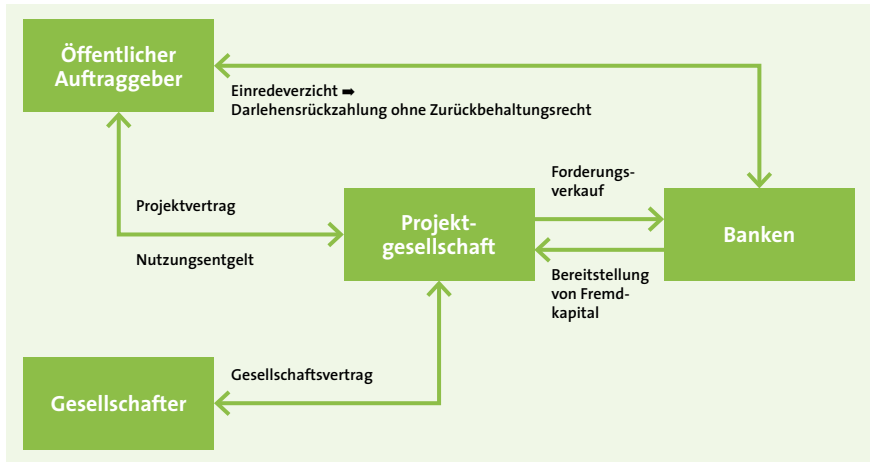 Öffentlicher
Auftraggeber
Einredeverzicht ➡
Darlehensrückzahlung ohne Zurückbehaltungsrecht
Projektvertrag
Nutzungsentgelt
Projekt-
gesellschaft
Forderungs-
verkauf
Banken
Bereitstellung
von Fremd-
kapital
Gesellschaftsvertrag
Gesellschafter